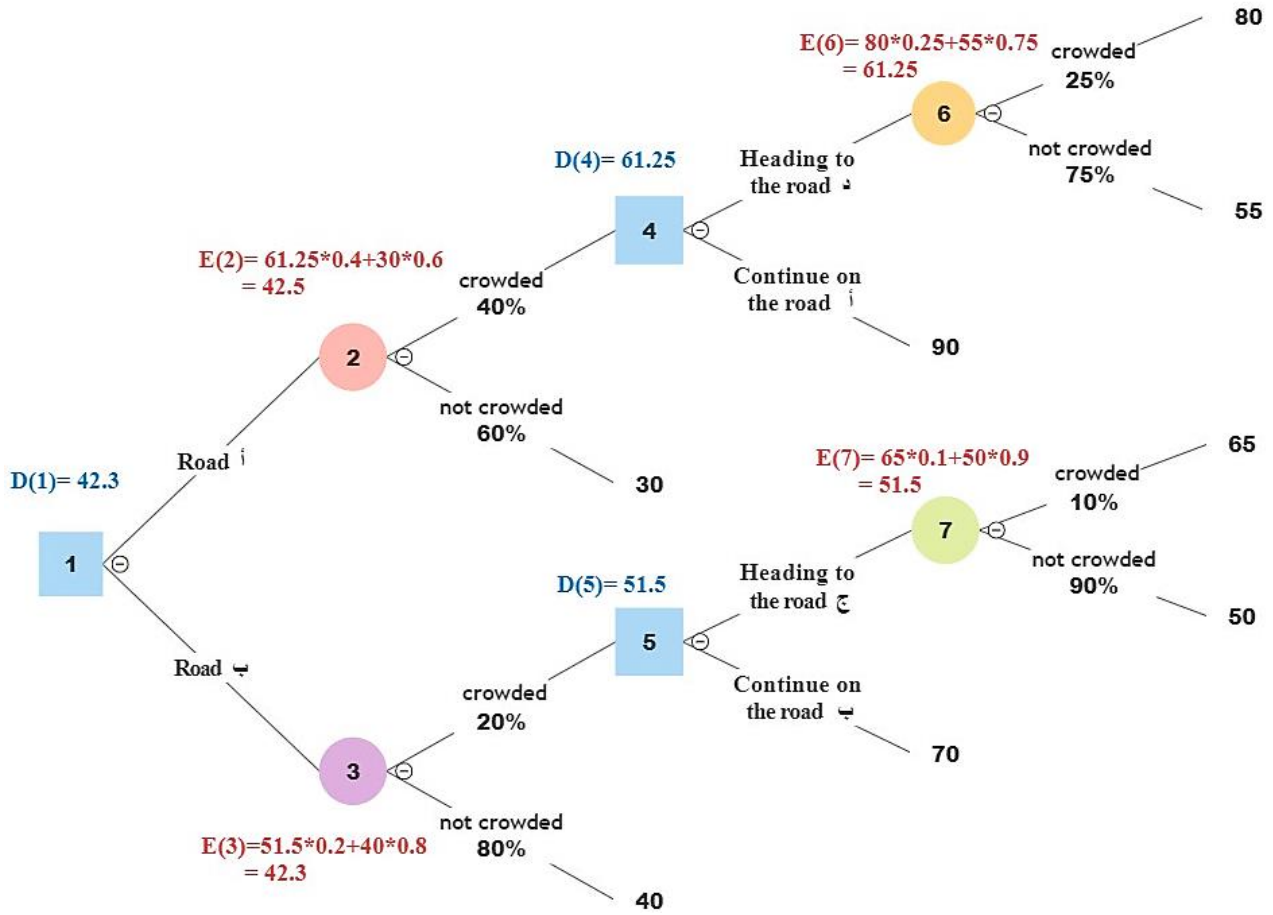 80
E(6)= 80*0.25+55*0.75
= 61.25
crowded
25%
6
not crowded
75%
55
D(4)= 61.25
Heading to
the road د
4
Continue on
the road أ
90
E(2)= 61.25*0.4+30*0.6
= 42.5
crowded
40%
2
not crowded
60%
30
Road أ
D(1)= 42.3
1
Road ب
E(7)= 65*0.1+50*0.9
= 51.5
65
crowded
10%
7
not crowded
90%
50
D(5)= 51.5
Heading to
the road ج
5
Continue on
the road ب
70
crowded
20%
3
not crowded
80%
E(3)=51.5*0.2+40*0.8
= 42.3
40